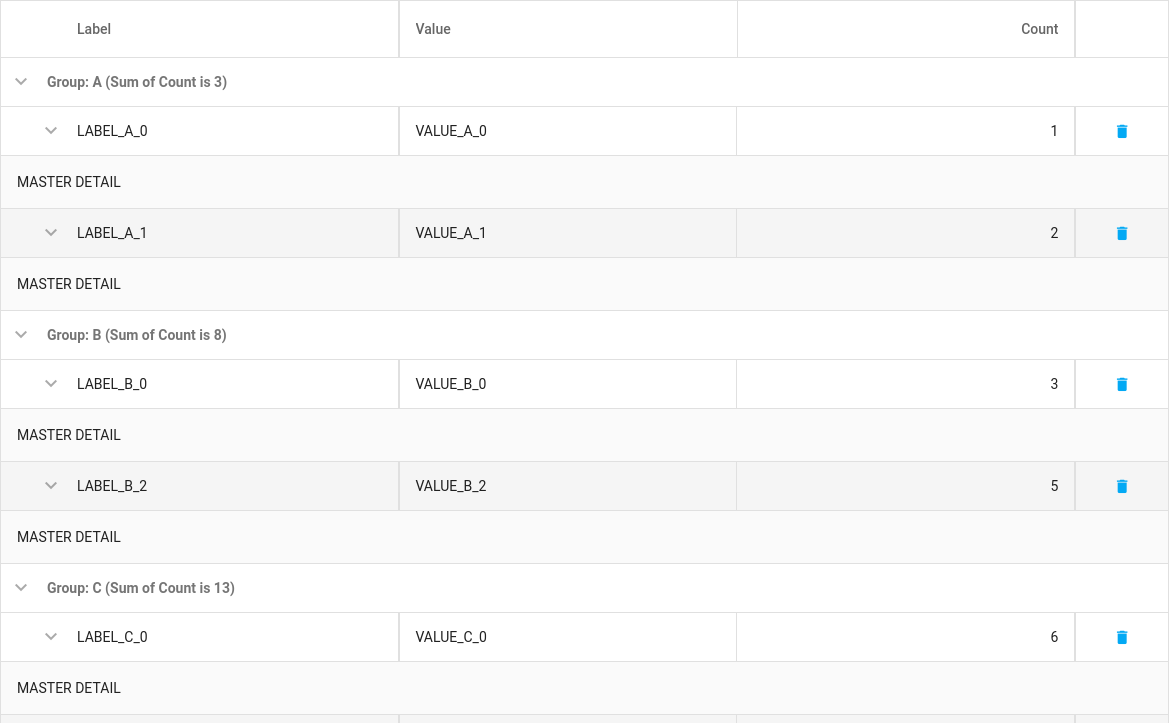 Label Value Count
Group: A (Sum of Count is 3)
LABEL_A_0 VALUE_A_0 1
MASTER DETAIL
LABEL_A_1 VALUE_A_1 2
MASTER DETAIL
Group: B (Sum of Count is 8)
LABEL_B_0 VALUE_B_0 3
MASTER DETAIL
LABEL_B_2 VALUE_B_2 5
MASTER DETAIL
Group: C (Sum of Count is 13)
LABEL_C_0 VALUE_C_0 6
MASTER DETAIL